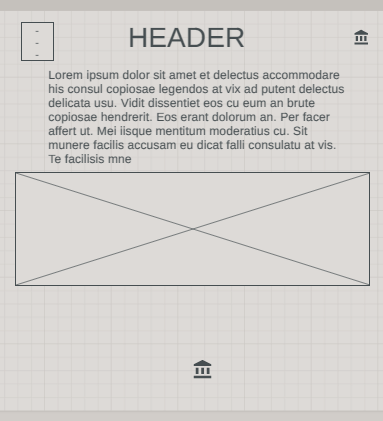 -
-
-
HEADER
Lorem ipsum dolor sit amet et delectus accommodare
his consul copiosae legendos at vix ad putent delectus
delicata usu. Vidit dissentiet eos cu eum an brute
copiosae hendrerit. Eos erant dolorum an. Per facer
affert ut. Mei iisque mentitum moderatius cu. Sit
munere facilis accusam eu dicat falli consulatu at vis.
Te facilisis mne